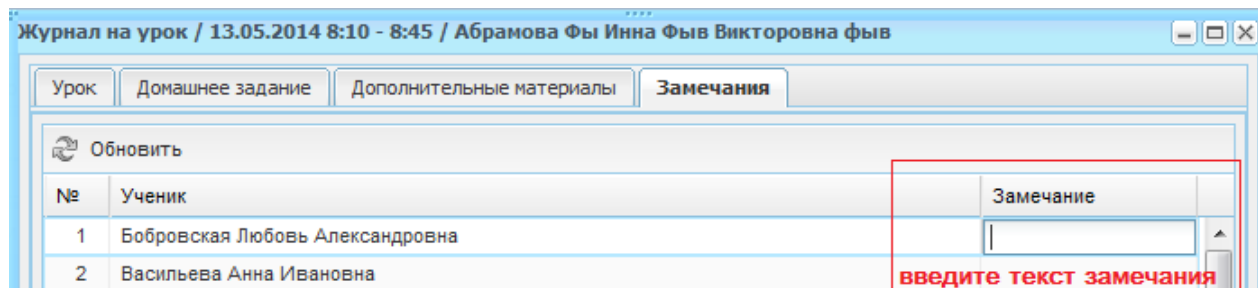 Журнал на урок / 13.05.2014 8:10 - 8:45 / Абрамова Фы Инна Фыв Викторовна фыв
Урок Домашнее задание Дополнительные материалы Замечания
Обновить
№ Ученик Замечание
1 Бобровская Любовь Александровна
2 Васильева Анна Ивановна введите текст замечания